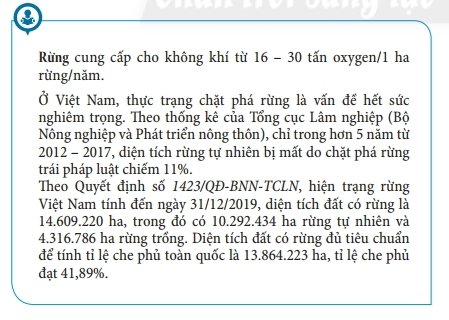 Rừng cung cấp cho không khí từ 16 – 30 tấn oxygen/1 ha
rừng/năm.
Ở Việt Nam, thực trạng chặt phá rừng là vấn đề hết sức
nghiêm trọng. Theo thống kê của Tổng cục Lâm nghiệp (Bộ
Nông nghiệp và Phát triển nông thôn), chỉ trong hơn 5 năm từ
2012 – 2017, diện tích rừng tự nhiên bị mất do chặt phá rừng
trái pháp luật chiếm 11%.
Theo Quyết định số 1423/QĐ-BNN-TCLN, hiện trạng rừng
Việt Nam tính đến ngày 31/12/2019, diện tích đất có rừng là
14.609.220 ha, trong đó có 10.292.434 ha rừng tự nhiên và
4.316.786 ha rừng trồng. Diện tích đất có rừng đủ tiêu chuẩn
để tính tỉ lệ che phủ toàn quốc là 13.864.223 ha, tỉ lệ che phủ
đạt 41,89%.